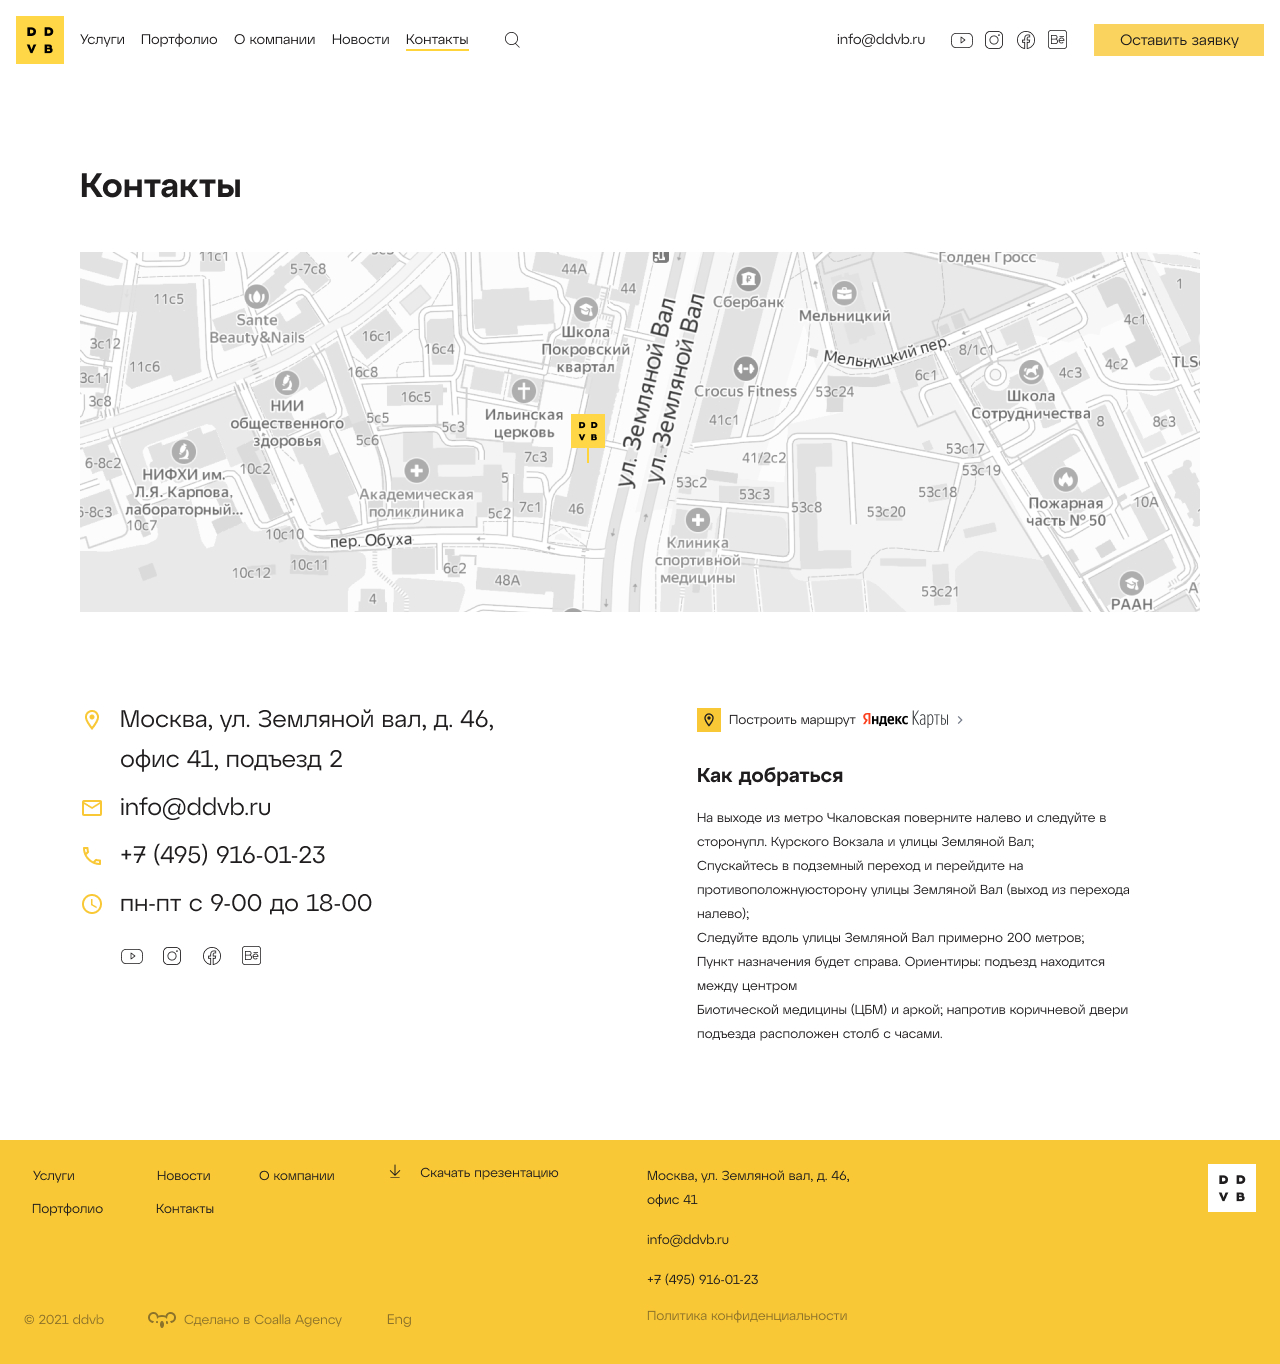 DD
VB
Услуги Портфолио О компании Новости Контакты
info@ddvb.ru
Оставить заявку
Контакты
11с1
5-7с8
11с5
Sante
Beauty&Nails
3с12
11с6
3с11
3с8
16с1
16с4
16с8
16с5
НИИ
общественного
здоровья
5с5
5с6
5с3
6-8с2
НИФХИ им.
Л.Я. Карпова,
лабораторный...
6-8с3
10с7
10с2
10с10
10с11
10с12
пер. Обуха
4
6с2
48А
Академическая
поликлиника
5с2
5
7с1
7с3
46
44А
44
Школа
Покровский
квартал
Ильинская
церковь
DD
VB
ул. Земляной Вал
ул. Земляной Вал
Сбербанк
Мельницкий
Мельницкий пер.
Crocus Fitness
53с24
41с1
41/2с2
53с2
53с3
53с8
Клиника
спортивной
медицины
Голден Гросс
1
4с1
8/1с1
6с1
4с3
4с2
TLS
Школа
Сотрудничества
8
8с3
53с17
53с19
53с18
53с20
53с21
Пожарная
часть № 50
10А
РААН
Москва, ул. Земляной вал, д. 46,
офис 41, подъезд 2
info@ddvb.ru
+7 (495) 916-01-23
пн-пт с 9-00 до 18-00
Построить маршрут Яндекс Карты
Как добраться
На выходе из метро Чкаловская поверните налево и следуйте в
сторонупл. Курского Вокзала и улицы Земляной Вал;
Спускайтесь в подземный переход и перейдите на
противоположнуюсторону улицы Земляной Вал (выход из перехода
налево);
Следуйте вдоль улицы Земляной Вал примерно 200 метров;
Пункт назначения будет справа. Ориентиры: подъезд находится
между центром
Биотической медицины (ЦБМ) и аркой; напротив коричневой двери
подъезда расположен столб с часами.
Услуги Новости О компании
Скачать презентацию
Портфолио Контакты
Москва, ул. Земляной вал, д. 46,
офис 41
info@ddvb.ru
+7 (495) 916-01-23
Политика конфиденциальности
DD
VB
© 2021 ddvb Сделано в Coalla Agency Eng